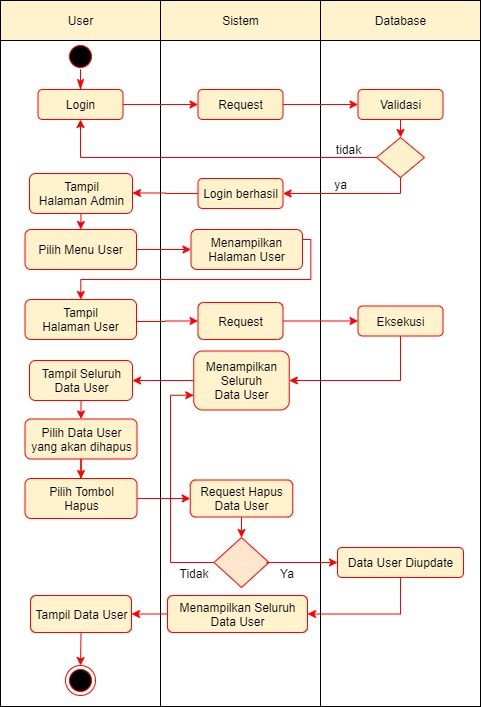 User
Sistem
Database
Login
Request
Validasi
tidak
ya
Login berhasil
Tampil
Halaman Admin
Pilih Menu User
Menampilkan
Halaman User
Tampil
Halaman User
Request
Eksekusi
Menampilkan
Seluruh
Data User
Tampil Seluruh
Data User
Pilih Data User
yang akan dihapus
Pilih Tombol
Hapus
Request Hapus
Data User
Tidak
Ya
Data User Diupdate
Menampilkan Seluruh
Data User
Tampil Data User